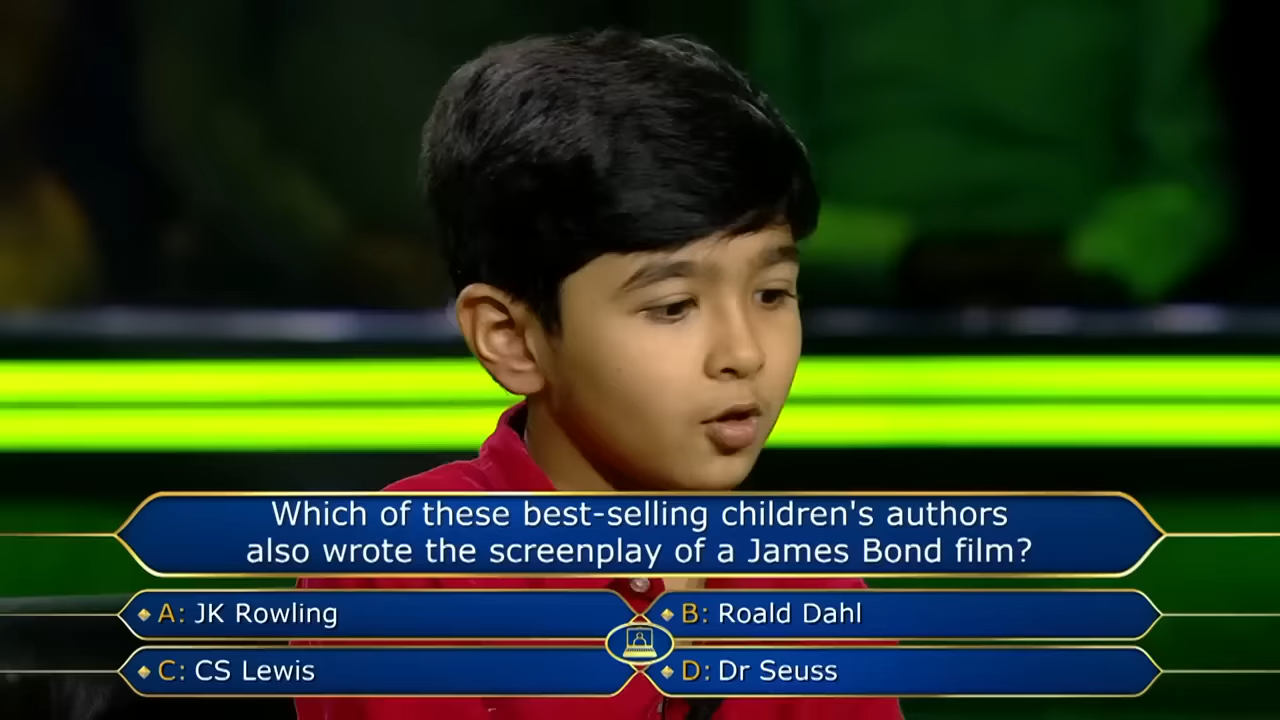 Which of these best-selling children's authors
also wrote the screenplay of a James Bond film?
A: JK Rowling
B: Roald Dahl
C: CS Lewis
D: Dr Seuss